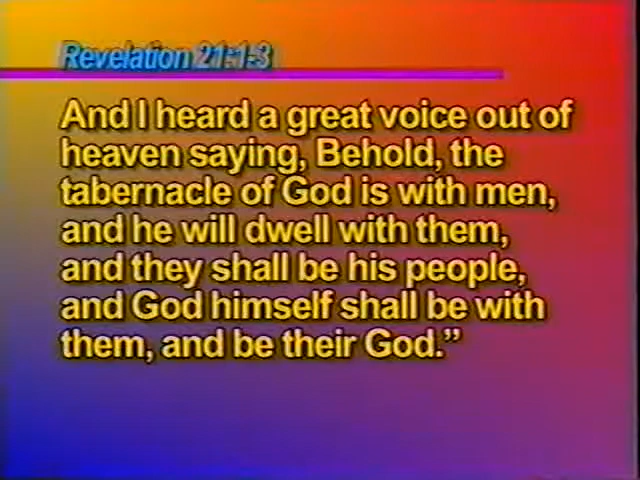 Revelation 21:1-3
And I heard a great voice out of
heaven saying, Behold, the
tabernacle of God is with men,
and he will dwell with them,
and they shall be his people,
and God himself shall be with
them, and be their God.”